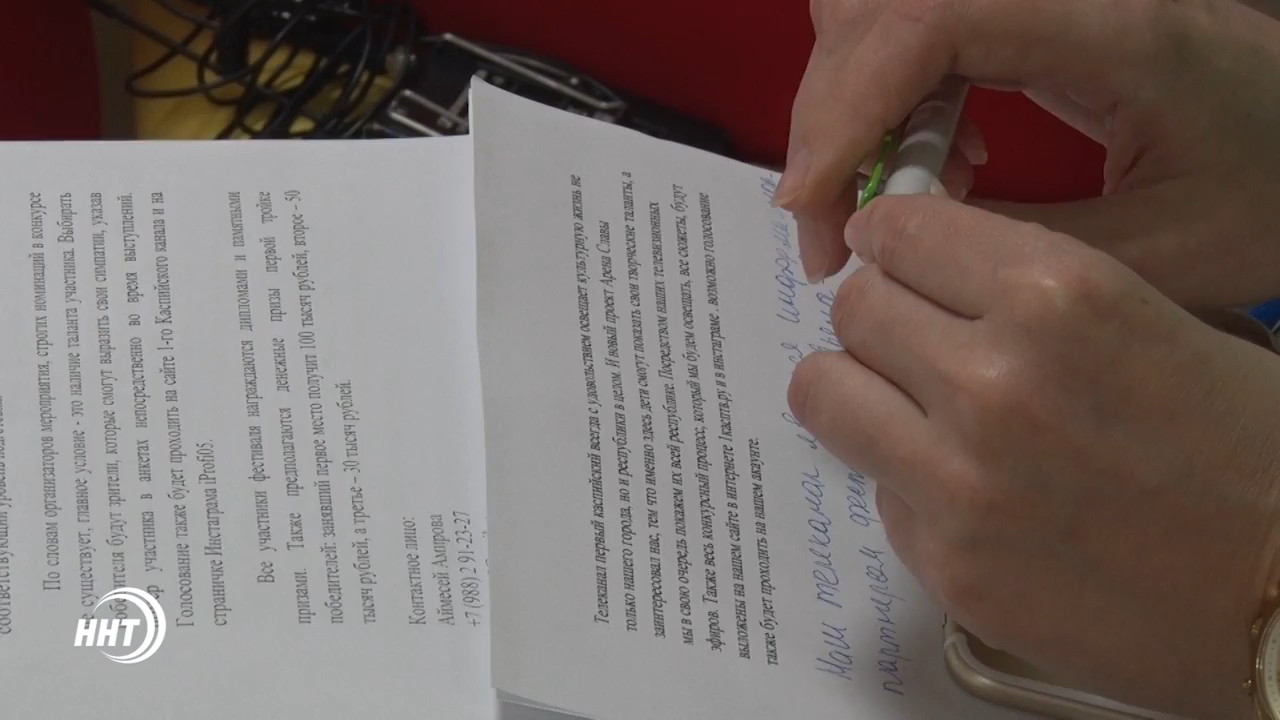 соответствующий уровень подготовки.
По словам организаторов мероприятия, строгих номинаций в конкурсе
не существует, главное условие - это наличие таланта участника. Выбирать
победителя будут зрители, которые смогут выразить свои симпатии, указав
участника в анкетах непосредственно во время выступлений.
Голосование также будет проходить на сайте 1-го Каспийского канала и на
страничке Инстаграма iProfi05.
Все участники фестиваля награждаются дипломами и памятными
призами. Также предполагаются денежные призы первой тройке
победителей: занявший первое место получит 100 тысяч рублей, второе – 50
тысяч рублей, а третье – 30 тысяч рублей.
Контактное лицо:
Аймесей Амирова
+7 (988) 2 91-23-27
Телеканал первый каспийский всегда с удовольствием освещает культурную жизнь не
только нашего города, но и республики в целом. И новый проект Арена Славы
заинтересовал нас, тем что именно здесь дети смогут показать свои творческие таланты, а
мы в свою очередь покажем их всей республике. Посредством наших телевизионных
эфиров. Также весь конкурсный процесс, который мы будем освещать, все сюжеты, будут
выложены на нашем сайте в интернете 1касптв.ру и в инстаграме . возможно голосование
также будет проходить на нашем акаунте.
Наш телеканал информа
партнером
ННТ